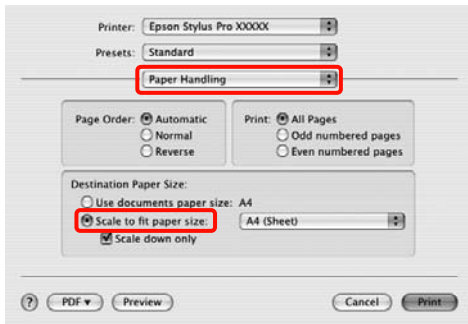 Printer: Epson Stylus Pro XXXXX
Presets: Standard
Paper Handling
Page Order: Automatic Print: All Pages
Normal Odd numbered pages
Reverse Even numbered pages
Destination Paper Size:
Use documents paper size: A4
Scale to fit paper size: A4 (Sheet)
Scale down only
? PDF Preview Cancel Print